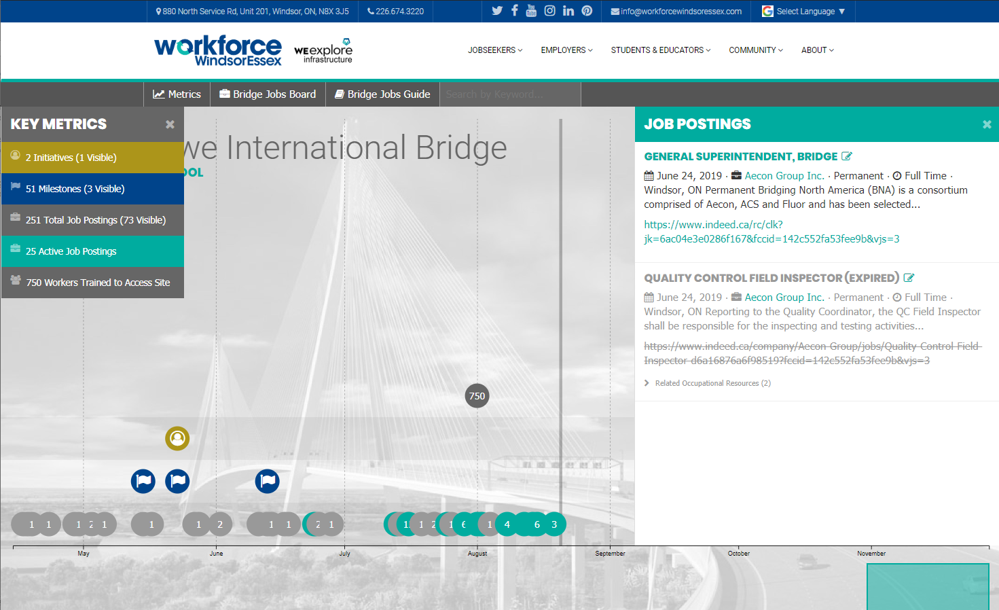 880 North Service Rd, Unit 201, Windsor, ON, N8X 3J5
226.674.3220
info@workforcewindsoressex.com
Select Language ▼
workforce
WindsorEssex
WEexplore
infrastructure
JOBSEEKERS
EMPLOYERS
STUDENTS & EDUCATORS
COMMUNITY
ABOUT
Metrics
Bridge Jobs Board
Bridge Jobs Guide
Search by Keyword...
KEY METRICS
2 Initiatives (1 Visible)
51 Milestones (3 Visible)
251 Total Job Postings (73 Visible)
25 Active Job Postings
750 Workers Trained to Access Site
we International Bridge
OOL
750
1 1 1 2 1 1 1 2 1 1 2 1 1 1 2 1 6 1 4 6 3
May June July August September October November
JOB POSTINGS
GENERAL SUPERINTENDENT, BRIDGE
June 24, 2019 · Aecon Group Inc. · Permanent · Full Time ·
Windsor, ON Permanent Bridging North America (BNA) is a consortium
comprised of Aecon, ACS and Fluor and has been selected...
https://www.indeed.ca/rc/clk?
jk=6ac04e3e0286f167&fccid=142c552fa53fee9b&vjs=3
QUALITY CONTROL FIELD INSPECTOR (EXPIRED)
June 24, 2019 · Aecon Group Inc. · Permanent · Full Time ·
Windsor, ON Reporting to the Quality Coordinator, the QC Field Inspector
shall be responsible for the inspecting and testing activities...
https://www.indeed.ca/company/Aecon-Group/jobs/Quality-Control-Field-
Inspector-d6a16876a6f98519?fccid=142c552fa53fee9b&vjs=3
Related Occupational Resources (2)